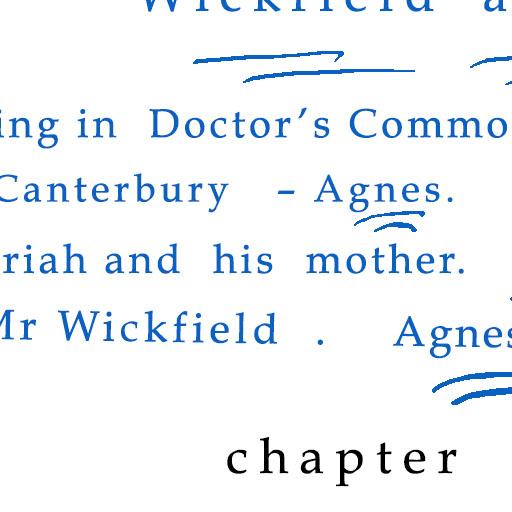 Wickfield a
ing in Doctor's Commo
Canterbury – Agnes.
riah and his mother.
Mr Wickfield . Agnes
chapter